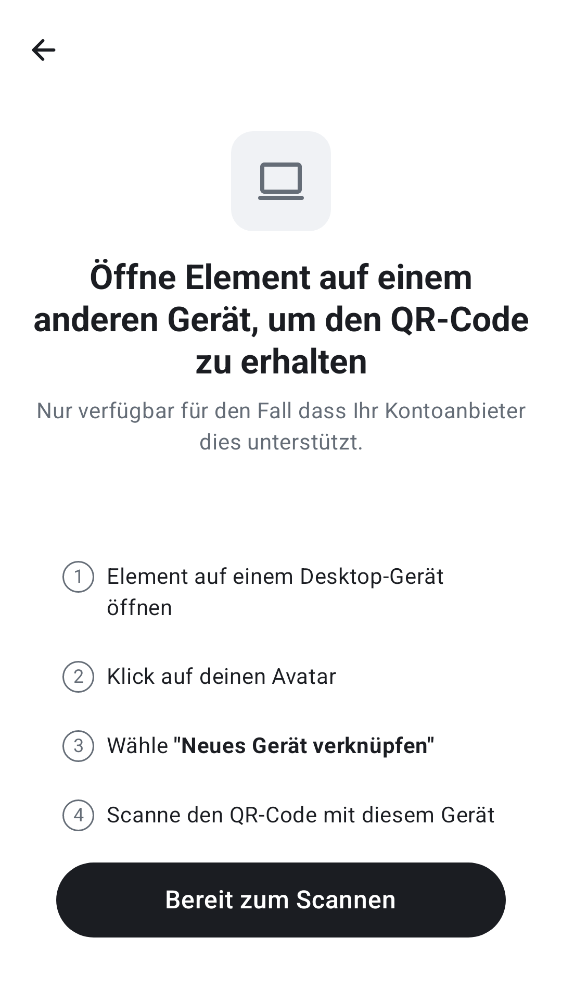 Öffne Element auf einem
anderen Gerät, um den QR-Code
zu erhalten
Nur verfügbar für den Fall dass Ihr Kontoanbieter
dies unterstützt.
1 Element auf einem Desktop-Gerät
öffnen
2 Klick auf deinen Avatar
3 Wähle "Neues Gerät verknüpfen"
4 Scanne den QR-Code mit diesem Gerät
Bereit zum Scannen